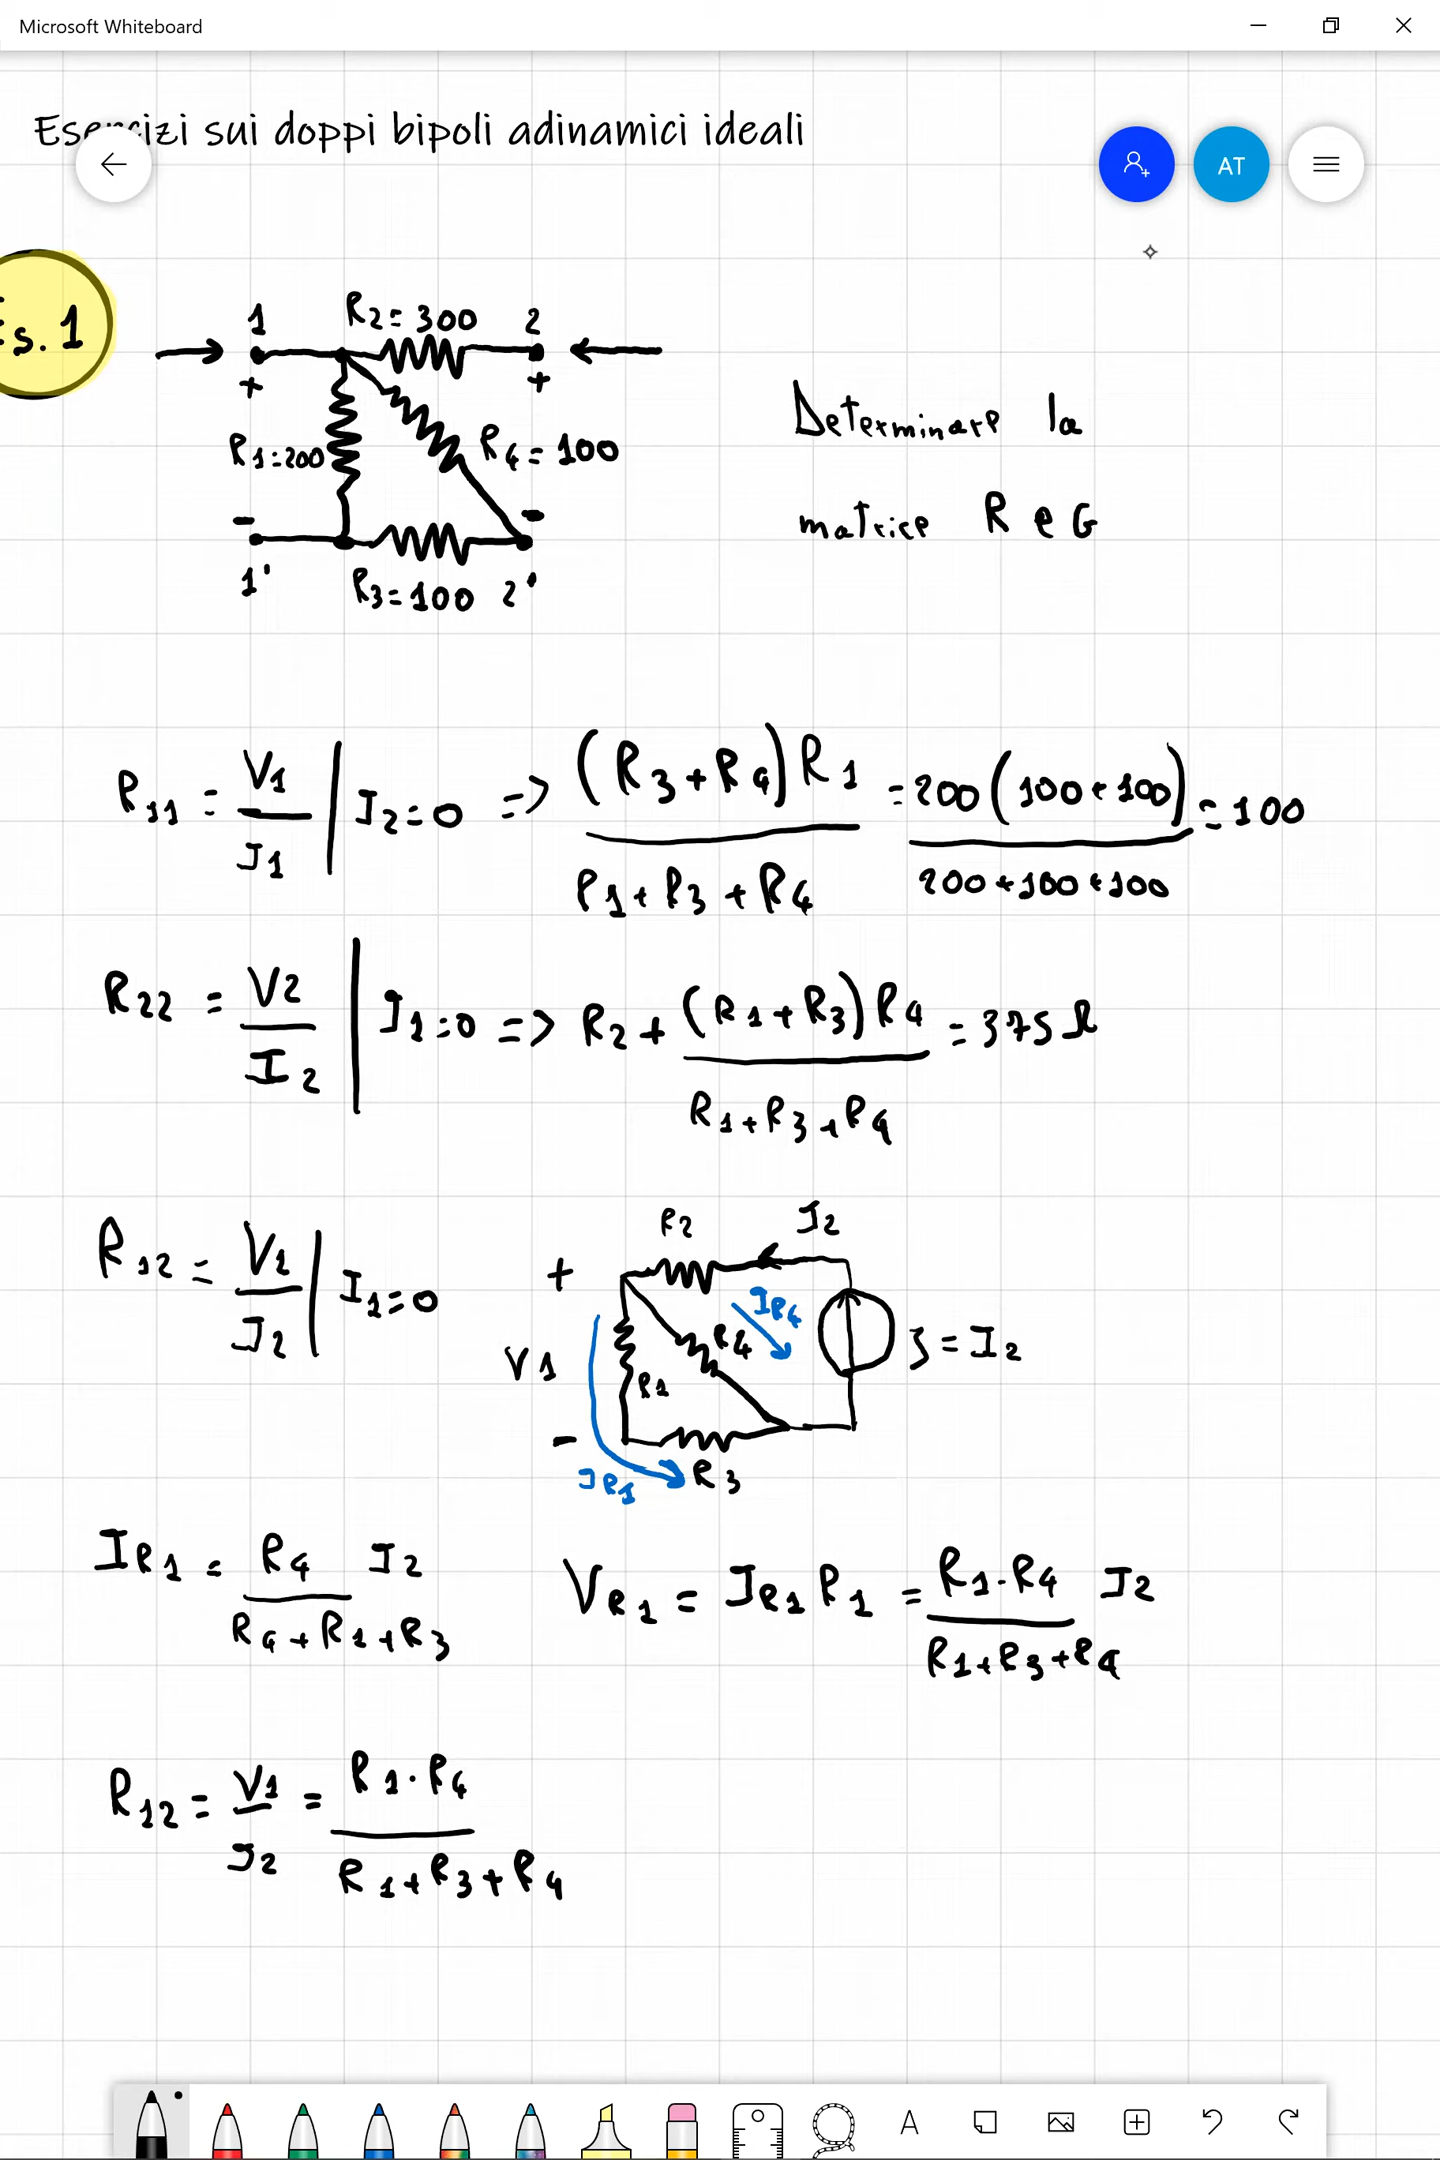 Microsoft Whiteboard
Esercizi sui doppi bipoli adinamici ideali
AT
Es. 1
1 R2= 300 2
+ +
R1=200 R4= 100
Determinare la
matrice R e G
- -
1' R3=100 2'
R11 = V1/I1 | I2=0 => (R3+R4)R1 / R1+R3+R4 = 200(100+100) / 200+100+100 = 100
R22 = V2/I2 | I1=0 => R2 + (R1+R3)R4 / R1+R3+R4 = 375 Ω
R12 = V1/I2 | I1=0
R2 I2
+ IR4
V1 R1 R4 J = I2
-
IR1 R3
IR1 = R4 / R4+R1+R3 I2 VR1 = IR1 R1 = R1·R4 / R1+R3+R4 I2
R12 = V1/I2 = R1·R4 / R1+R3+R4
A